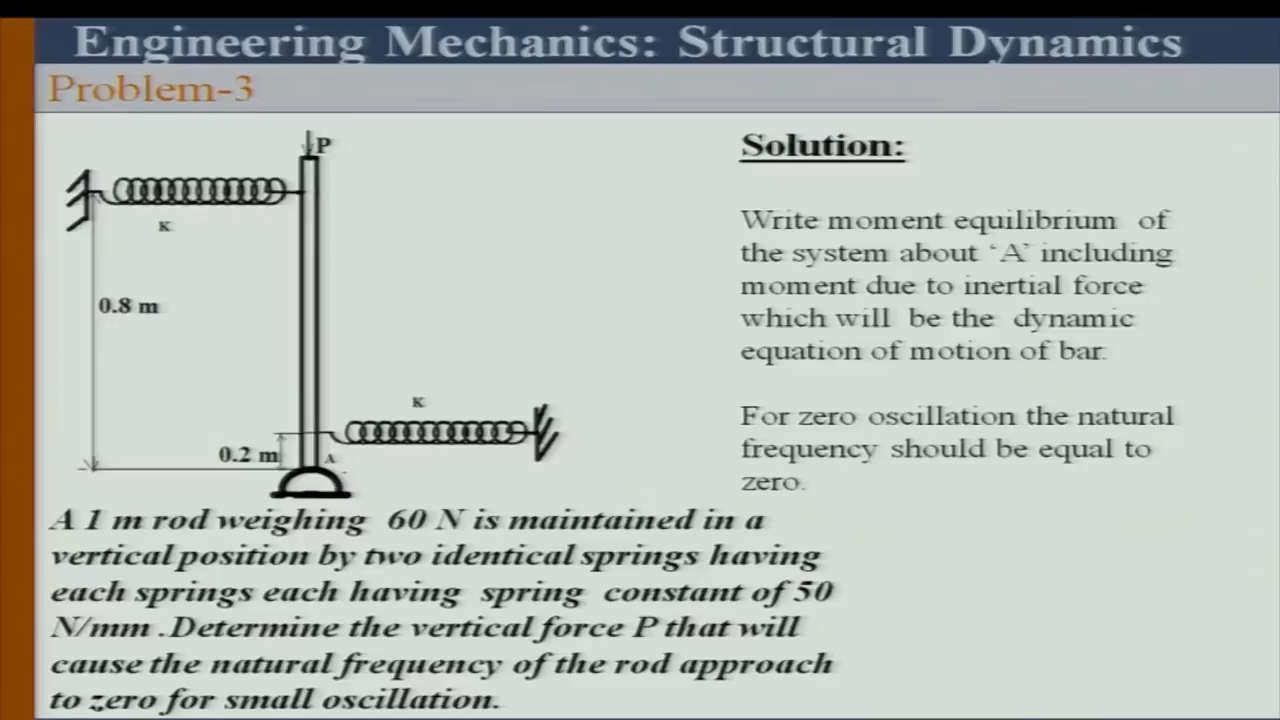 Engineering Mechanics: Structural Dynamics
Problem-3
P
K
0.8 m
K
0.2 m
A
A 1 m rod weighing 60 N is maintained in a
vertical position by two identical springs having
each springs each having spring constant of 50
N/mm .Determine the vertical force P that will
cause the natural frequency of the rod approach
to zero for small oscillation.
Solution:
Write moment equilibrium of
the system about ‘A’ including
moment due to inertial force
which will be the dynamic
equation of motion of bar.
For zero oscillation the natural
frequency should be equal to
zero.